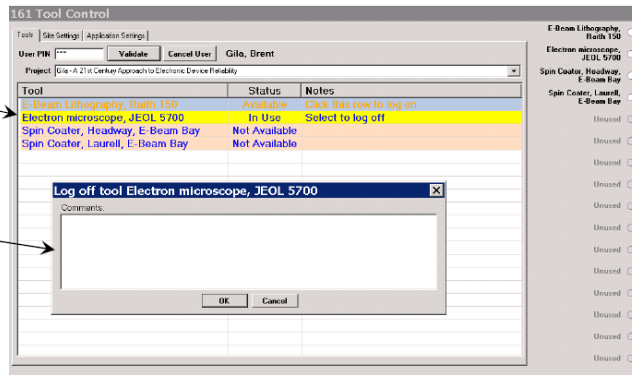 161 Tool Control
Tools Site Settings Application Settings
User PIN *** Validate Cancel User Gila, Brent
Project Gila - A 21st Century Approach to Electronic Device Reliability
Tool Status Notes
E-Beam Lithography, Raith 150 Available Click this row to log on
Electron microscope, JEOL 5700 In Use Select to log off
Spin Coater, Headway, E-Beam Bay Not Available
Spin Coater, Laurell, E-Beam Bay Not Available
Log off tool Electron microscope, JEOL 5700
Comments:
OK Cancel
E-Beam Lithography,
Raith 150
Electron microscope,
JEOL 5700
Spin Coater, Headway,
E-Beam Bay
Spin Coater, Laurell,
E-Beam Bay
Unused
Unused
Unused
Unused
Unused
Unused
Unused
Unused
Unused
Unused
Unused
Unused